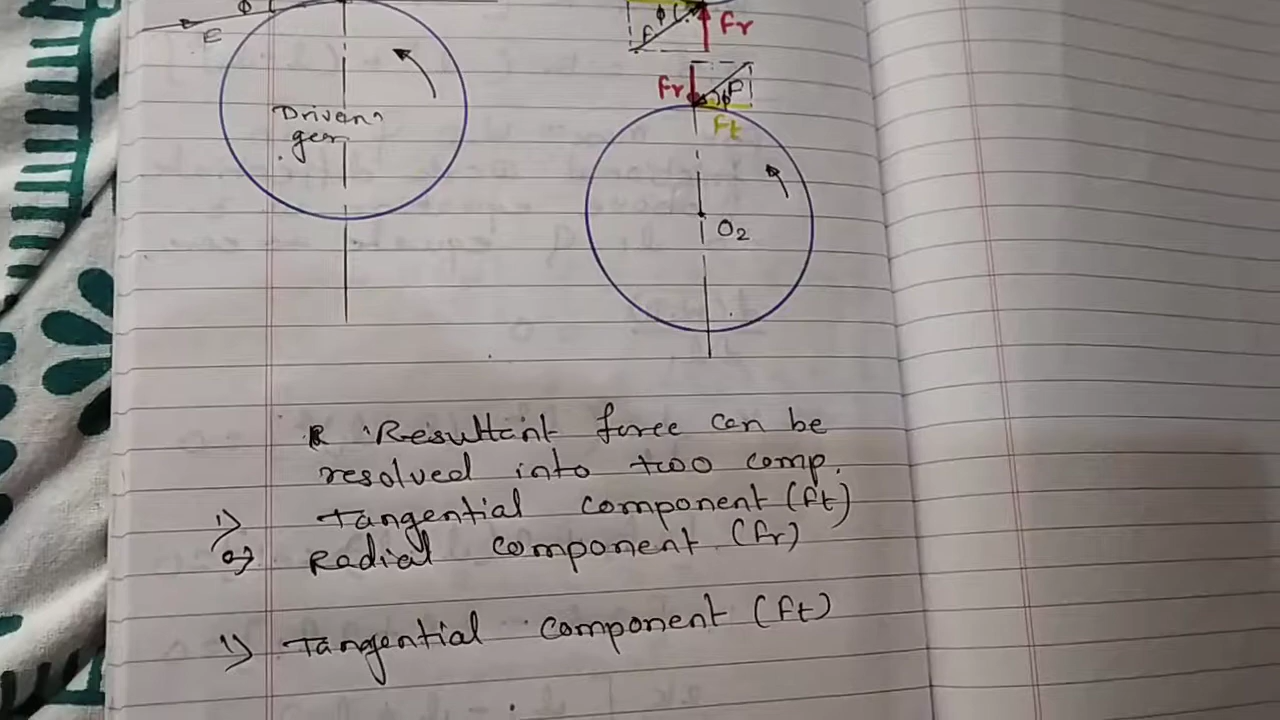 φ
E
Driven
ger
φ
F
Fr
Fr
P
φ
Ft
O2
R Resultant force can be
resolved into two comp.
1) Tangential component (ft)
2) Radial component (fr)
1) Tangential component (ft)